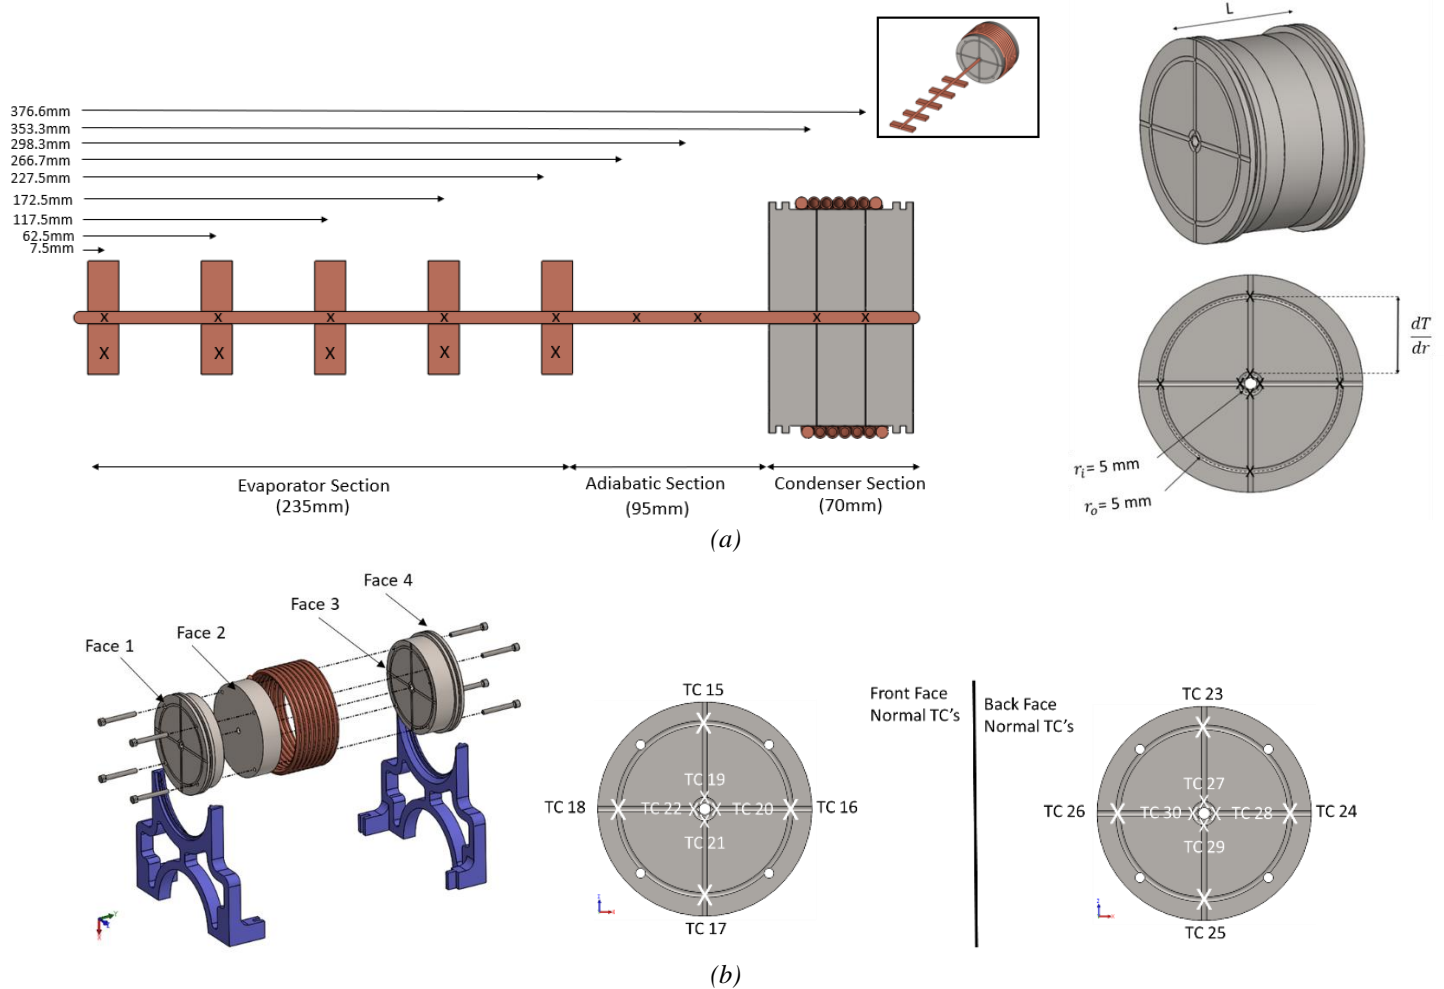 L
376.6mm
353.3mm
298.3mm
266.7mm
227.5mm
172.5mm
117.5mm
62.5mm
7.5mm
X X X X X X X X X
X X X X X
dT
dr
r_i= 5 mm
r_o= 5 mm
Evaporator Section
(235mm)
Adiabatic Section
(95mm)
Condenser Section
(70mm)
(a)
Face 1
Face 2
Face 3
Face 4
TC 15
TC 19
TC 18
TC 22
TC 20
TC 16
TC 21
TC 17
Front Face
Normal TC's
Back Face
Normal TC's
TC 23
TC 27
TC 26
TC 30
TC 28
TC 24
TC 29
TC 25
(b)